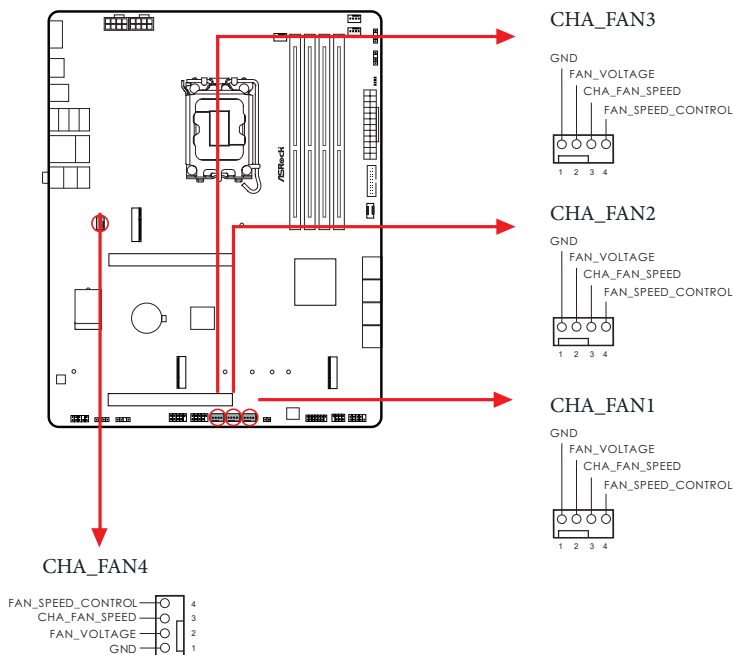 CHA_FAN3
GND
FAN_VOLTAGE
CHA_FAN_SPEED
FAN_SPEED_CONTROL
1 2 3 4
ASRock
CHA_FAN2
GND
FAN_VOLTAGE
CHA_FAN_SPEED
FAN_SPEED_CONTROL
1 2 3 4
CHA_FAN1
GND
FAN_VOLTAGE
CHA_FAN_SPEED
FAN_SPEED_CONTROL
1 2 3 4
CHA_FAN4
FAN_SPEED_CONTROL 4
CHA_FAN_SPEED 3
FAN_VOLTAGE 2
GND 1